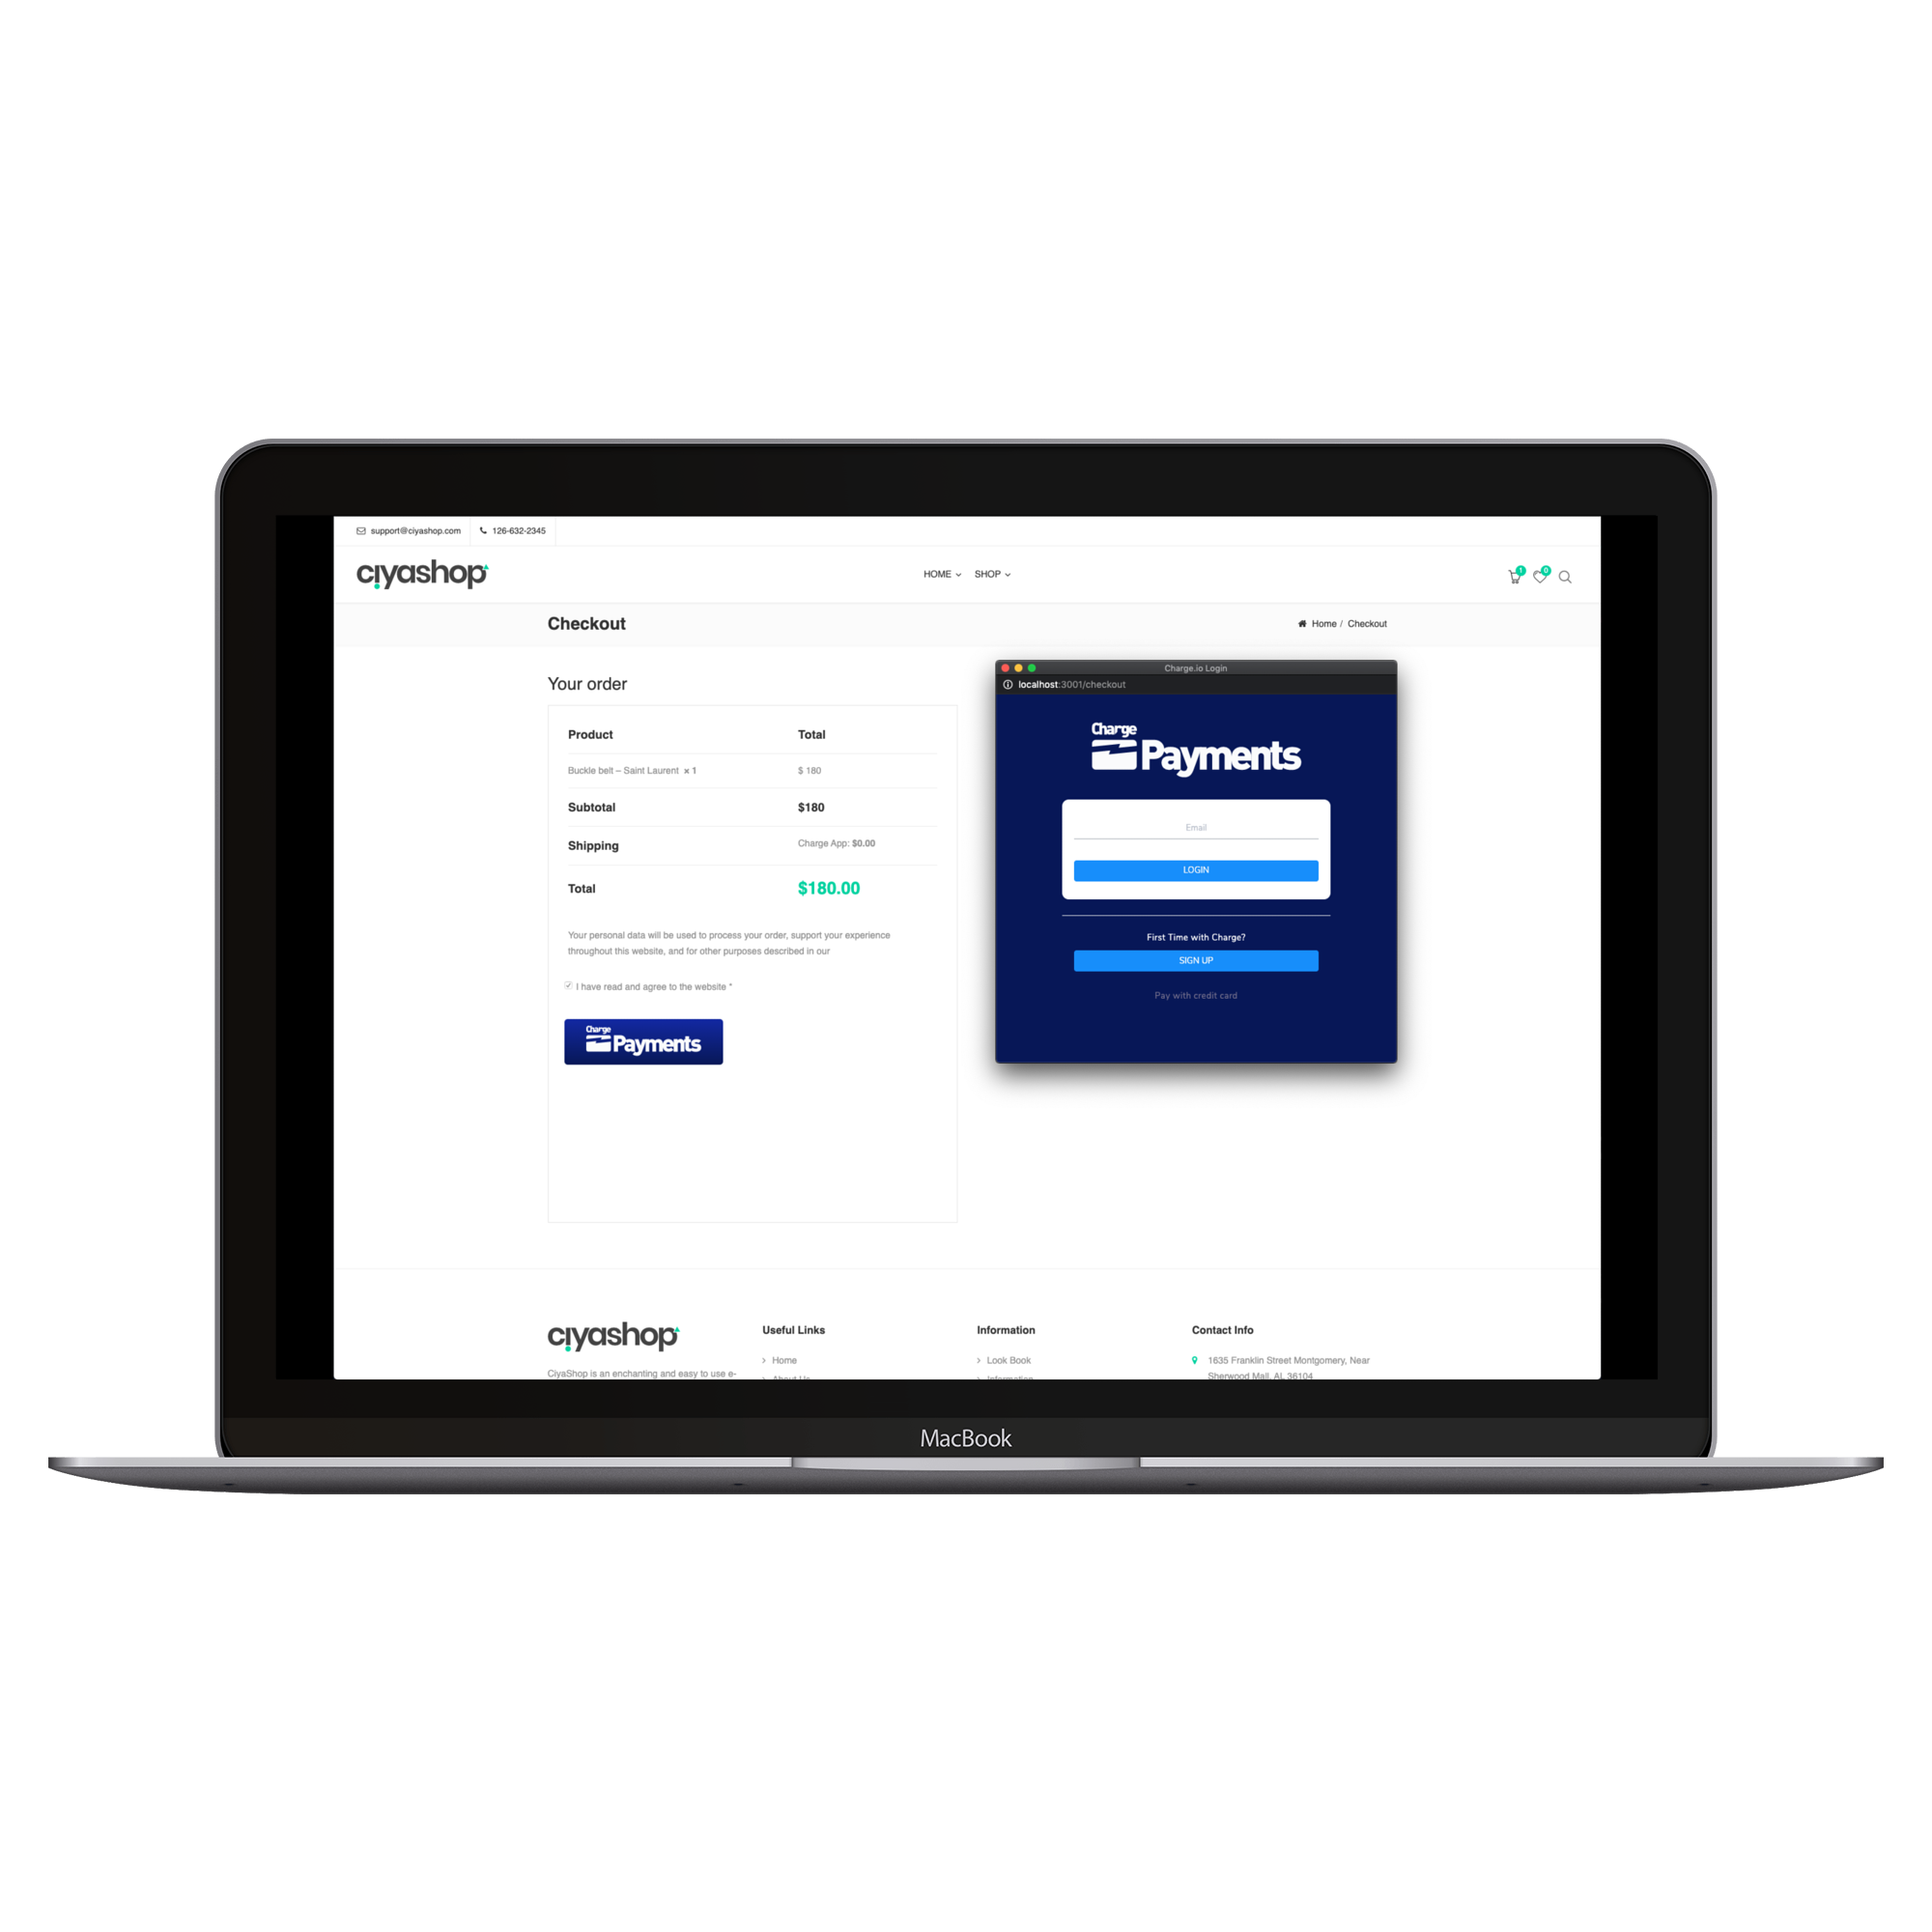 support@ciyashop.com 126-632-2345
ciyashop
HOME SHOP
1 0
Checkout
Home / Checkout
Your order
Product Total
Buckle belt – Saint Laurent x 1 $ 180
Subtotal $180
Shipping Charge App: $0.00
Total $180.00
Your personal data will be used to process your order, support your experience
throughout this website, and for other purposes described in our
I have read and agree to the website *
Charge
Payments
Charge.io Login
localhost:3001/checkout
Charge
Payments
Email
LOGIN
First Time with Charge?
SIGN UP
Pay with credit card
ciyashop
CiyaShop is an enchanting and easy to use e-
Useful Links
Home
About Us
Information
Look Book
Information
Contact Info
1635 Franklin Street Montgomery, Near
Sherwood Mall, AL 36104
MacBook